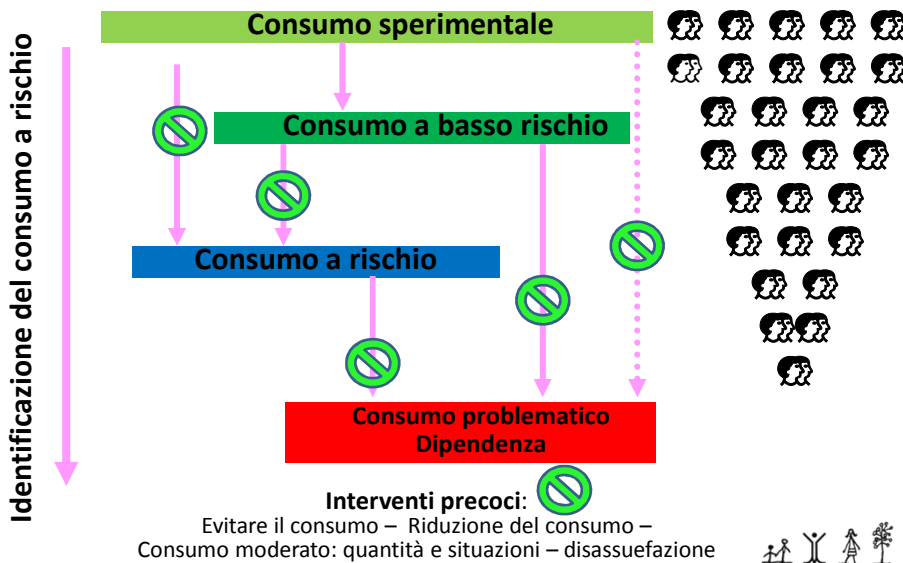 Identificazione del consumo a rischio
Consumo sperimentale
Consumo a basso rischio
Consumo a rischio
Consumo problematico
Dipendenza
Interventi precoci:
Evitare il consumo – Riduzione del consumo –
Consumo moderato: quantità e situazioni – disassuefazione